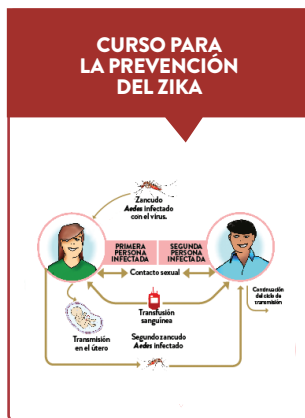 CURSO PARA
LA PREVENCIÓN
DEL ZIKA
Zancudo
Aedes infectado
con el virus.
PRIMERA
PERSONA
INFECTADA
SEGUNDA
PERSONA
INFECTADA
Contacto sexual
Transfusión
sanguínea
Continuación
del ciclo de
transmisión
Transmisión
en el útero
Segundo zancudo
Aedes infectado